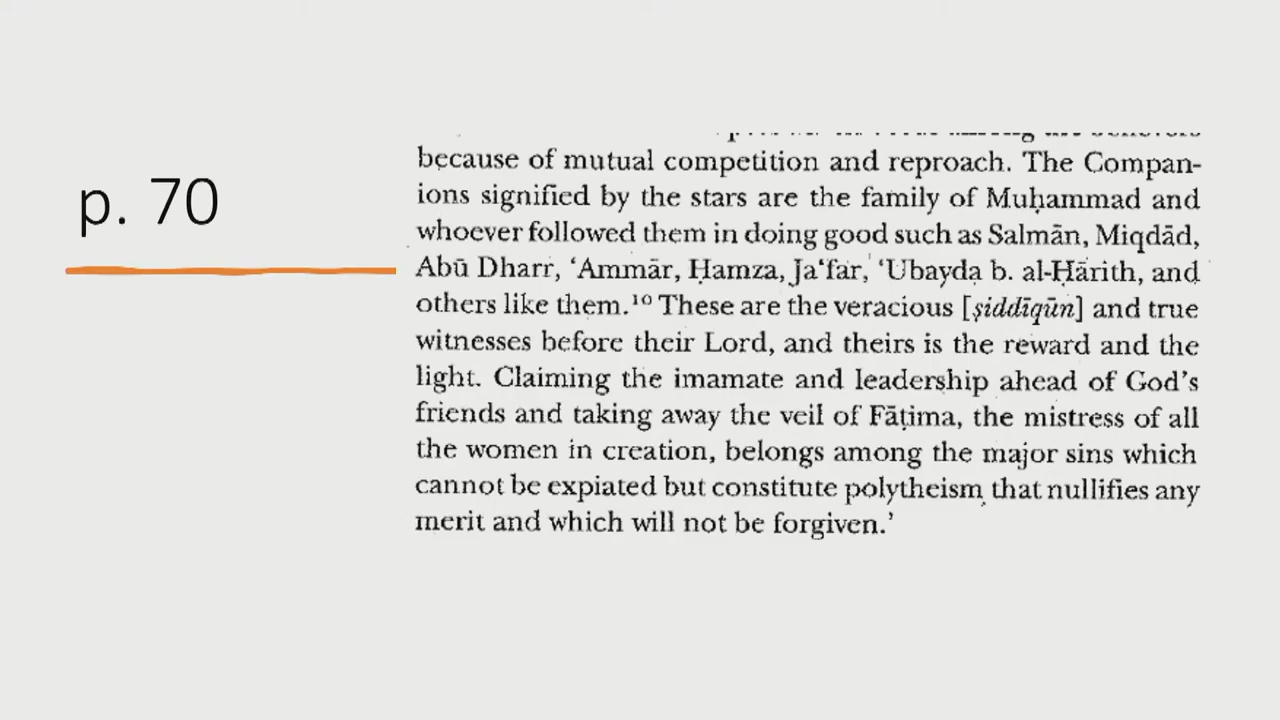 p. 70
because of mutual competition and reproach. The Compan-
ions signified by the stars are the family of Muḥammad and
whoever followed them in doing good such as Salmān, Miqdād,
Abū Dharr, ʿAmmār, Ḥamza, Jaʿfar, ʿUbayda b. al-Ḥārith, and
others like them.¹⁰ These are the veracious [ṣiddīqūn] and true
witnesses before their Lord, and theirs is the reward and the
light. Claiming the imamate and leadership ahead of God's
friends and taking away the veil of Fāṭima, the mistress of all
the women in creation, belongs among the major sins which
cannot be expiated but constitute polytheism that nullifies any
merit and which will not be forgiven.'